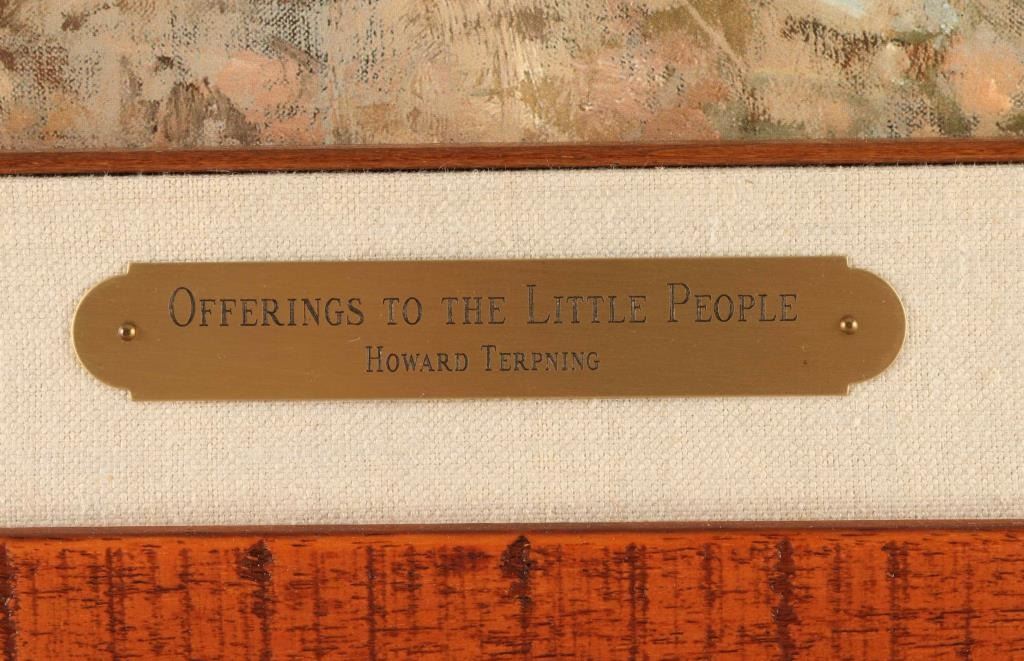 Offerings to the Little People
Howard Terpning